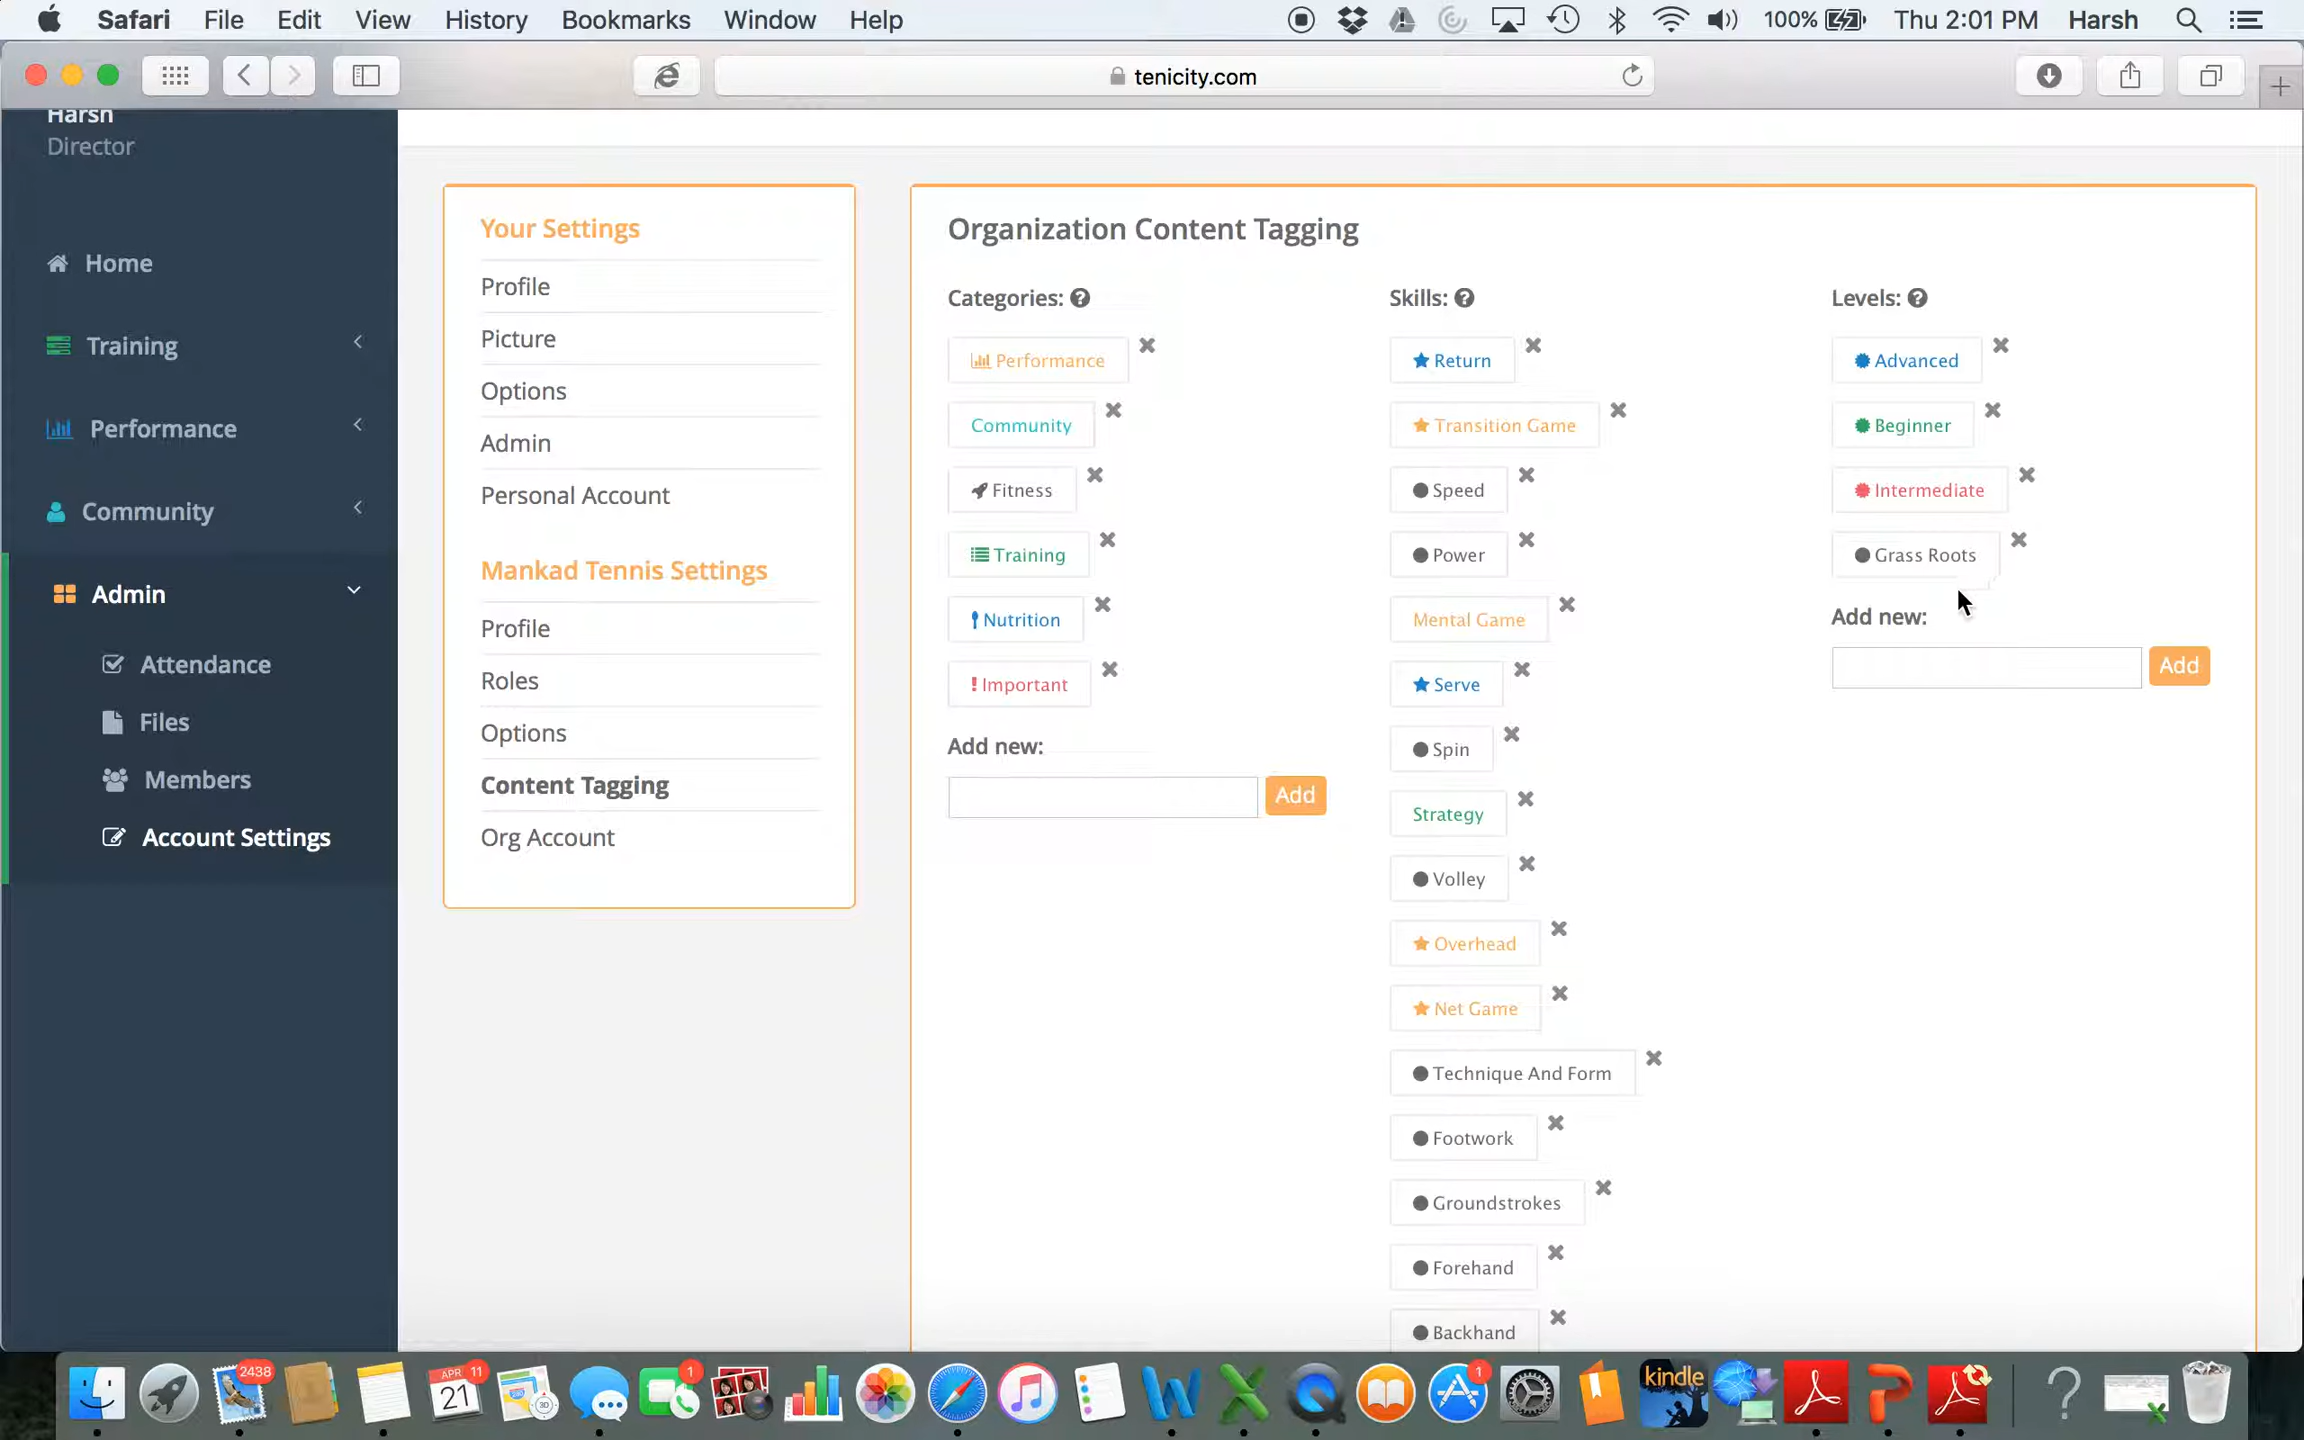 Safari File Edit View History Bookmarks Window Help 100% Thu 2:01 PM Harsh
tenicity.com
Harsh
Director
Home
Training
Performance
Community
Admin
Attendance
Files
Members
Account Settings
Your Settings
Profile
Picture
Options
Admin
Personal Account
Mankad Tennis Settings
Profile
Roles
Options
Content Tagging
Org Account
Organization Content Tagging
Categories:
Performance
Community
Fitness
Training
Nutrition
Important
Add new:
Add
Skills:
Return
Transition Game
Speed
Power
Mental Game
Serve
Spin
Strategy
Volley
Overhead
Net Game
Technique And Form
Footwork
Groundstrokes
Forehand
Backhand
Levels:
Advanced
Beginner
Intermediate
Grass Roots
Add new:
Add
2438
APR 11
21
3D
1
1
kindle